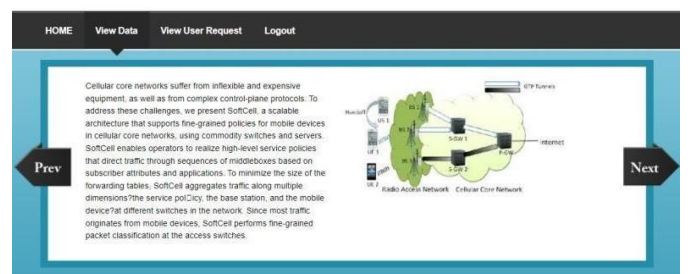 HOME View Data View User Request Logout
Cellular core networks suffer from inflexible and expensive
equipment, as well as from complex control-plane protocols. To
address these challenges, we present SoftCell, a scalable
architecture that supports fine-grained policies for mobile devices
in cellular core networks, using commodity switches and servers.
SoftCell enables operators to realize high-level service policies
that direct traffic through sequences of middleboxes based on
subscriber attributes and applications. To minimize the size of the
forwarding tables, SoftCell aggregates traffic along multiple
dimensions?the service pol□icy, the base station, and the mobile
device?at different switches in the network. Since most traffic
originates from mobile devices, SoftCell performs fine-grained
packet classification at the access switches.
Prev
Next
GTP Tunnels
Handoff
UE 1
UE 1
UE 2
S-GW 1
S-GW 2
P-GW
Internet
Radio Access Network Cellular Core Network